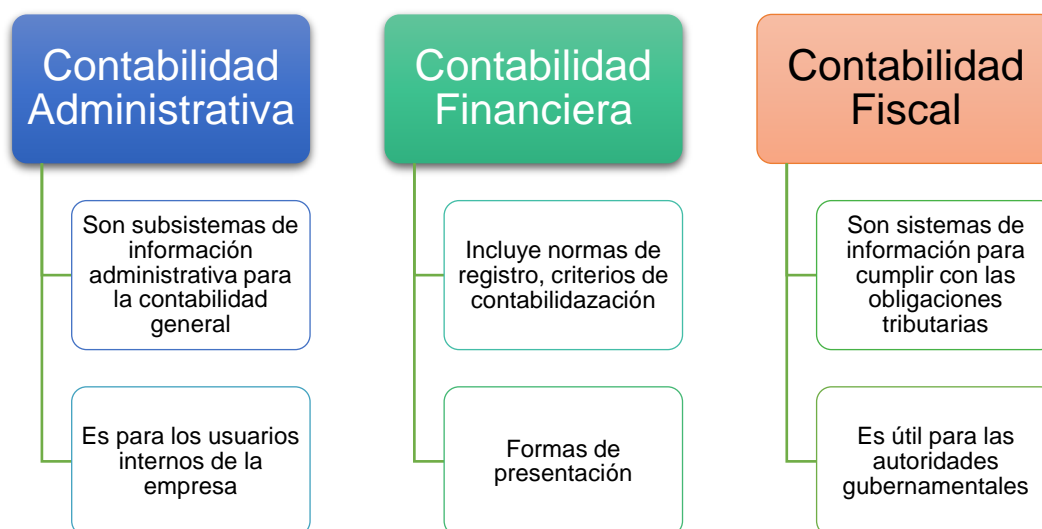 Contabilidad
Administrativa
Son subsistemas de
información
administrativa para
la contabilidad
general
Es para los usuarios
internos de la
empresa
Contabilidad
Financiera
Incluye normas de
registro, criterios de
contabilidazación
Formas de
presentación
Contabilidad
Fiscal
Son sistemas de
información para
cumplir con las
obligaciones
tributarias
Es útil para las
autoridades
gubernamentales